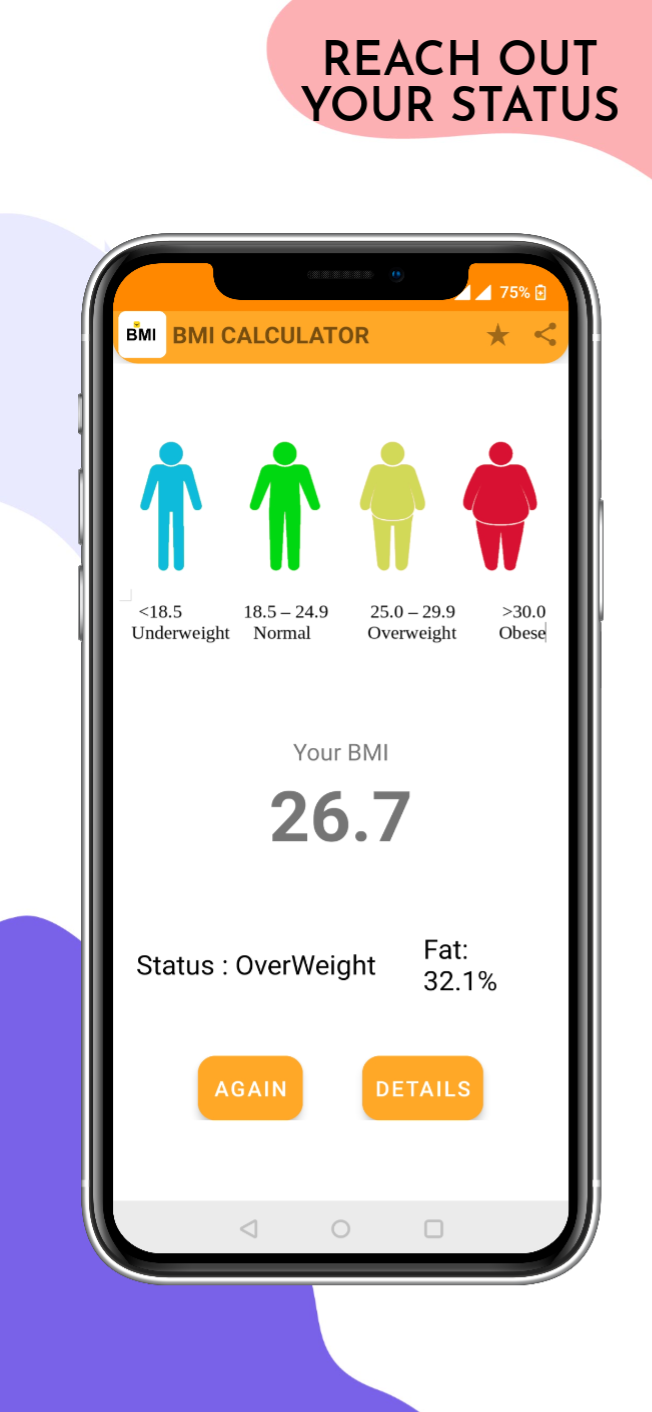 REACH OUT
YOUR STATUS
75%
BMI
BMI CALCULATOR
<18.5
18.5 – 24.9
25.0 – 29.9
>30.0
Underweight
Normal
Overweight
Obese
Your BMI
26.7
Status : OverWeight
Fat:
32.1%
AGAIN
DETAILS